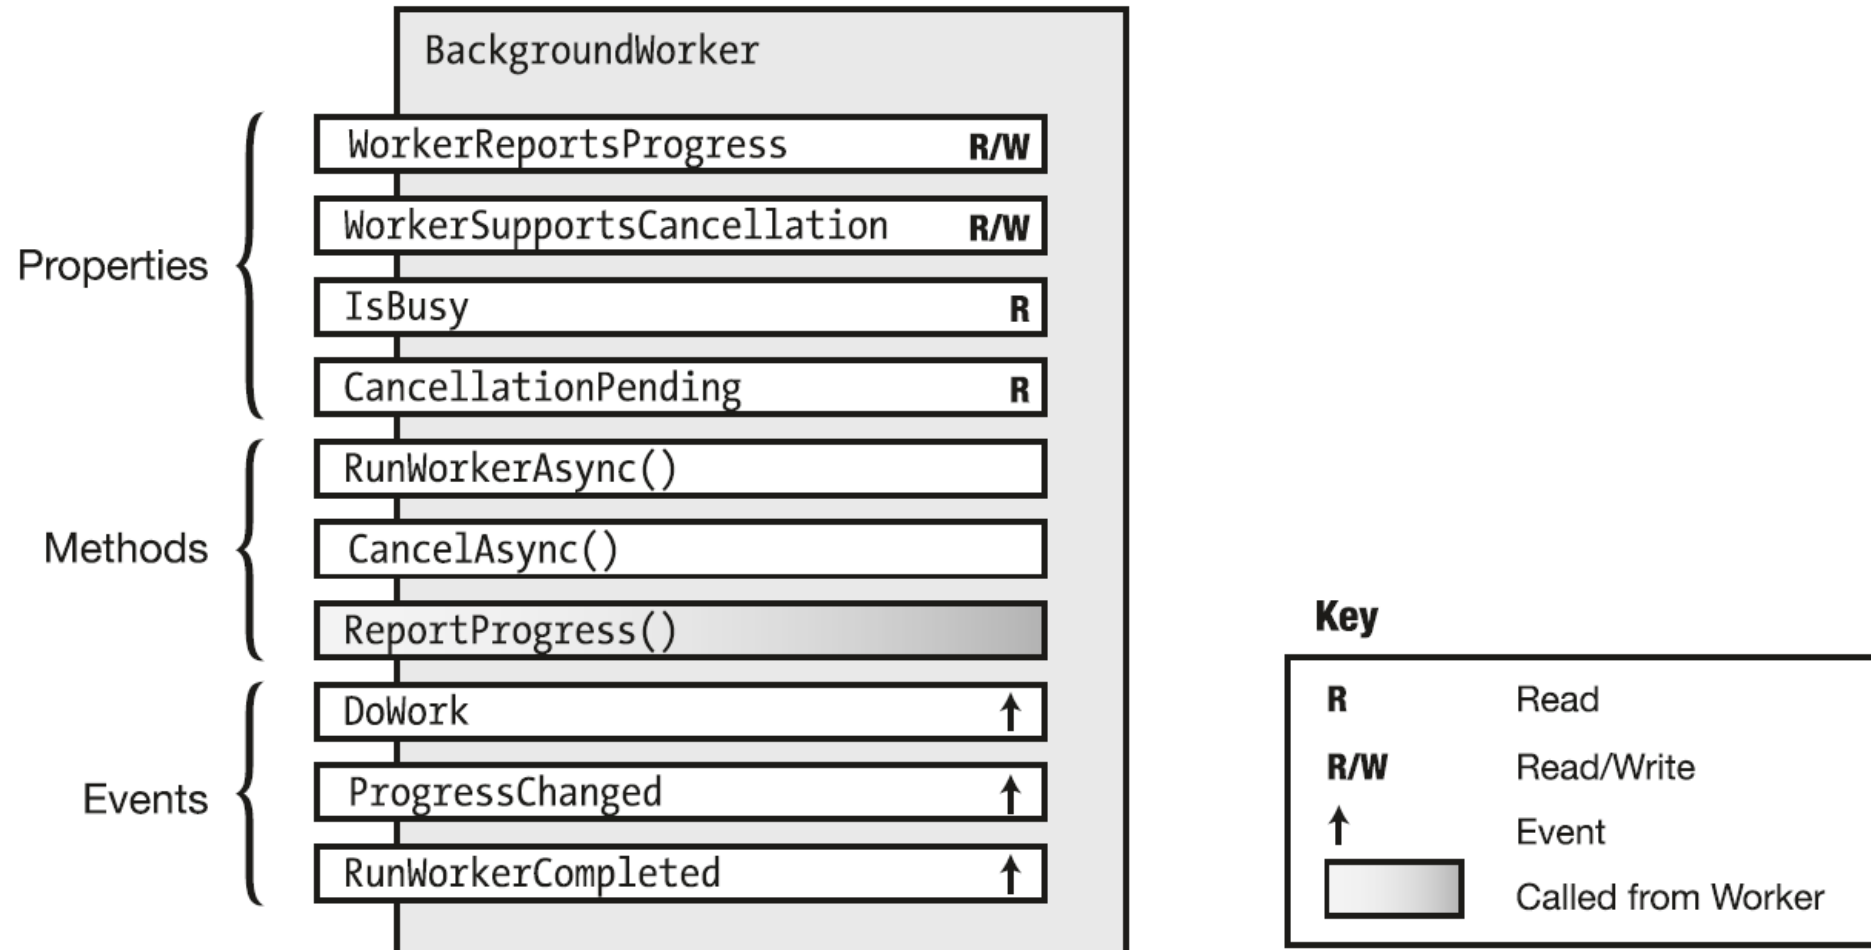 BackgroundWorker
Properties
WorkerReportsProgress R/W
WorkerSupportsCancellation R/W
IsBusy R
CancellationPending R
Methods
RunWorkerAsync()
CancelAsync()
ReportProgress()
Events
DoWork ↑
ProgressChanged ↑
RunWorkerCompleted ↑
Key
R Read
R/W Read/Write
↑ Event
Called from Worker